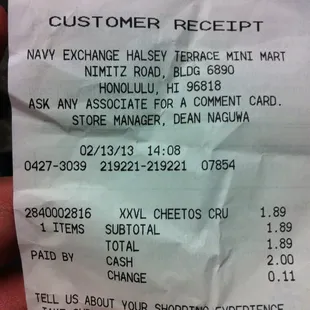 CUSTOMER RECEIPT
NAVY EXCHANGE HALSEY TERRACE MINI MART
NIMITZ ROAD, BLDG 6890
HONOLULU, HI 96818
ASK ANY ASSOCIATE FOR A COMMENT CARD.
STORE MANAGER, DEAN NAGUWA
02/13/13 14:08
0427-3039 219221-219221 07854
2840002816 XXVL CHEETOS CRU 1.89
1 ITEMS SUBTOTAL 1.89
TOTAL 1.89
PAID BY CASH 2.00
CHANGE 0.11
TELL US ABOUT YOUR SHOPPING EXPERIENCE